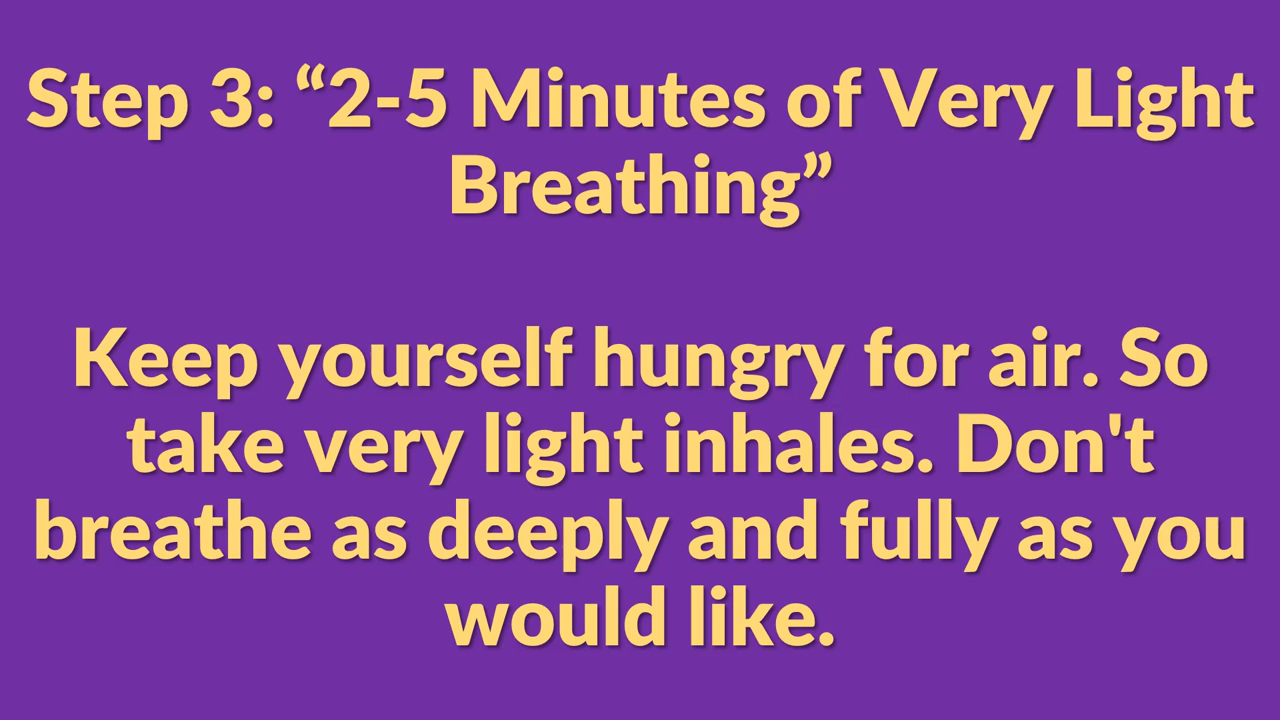 Step 3: “2-5 Minutes of Very Light
Breathing”
Keep yourself hungry for air. So
take very light inhales. Don't
breathe as deeply and fully as you
would like.